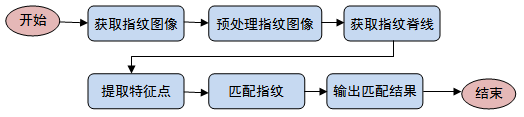 开始
获取指纹图像
预处理指纹图像
获取指纹脊线
提取特征点
匹配指纹
输出匹配结果
结束